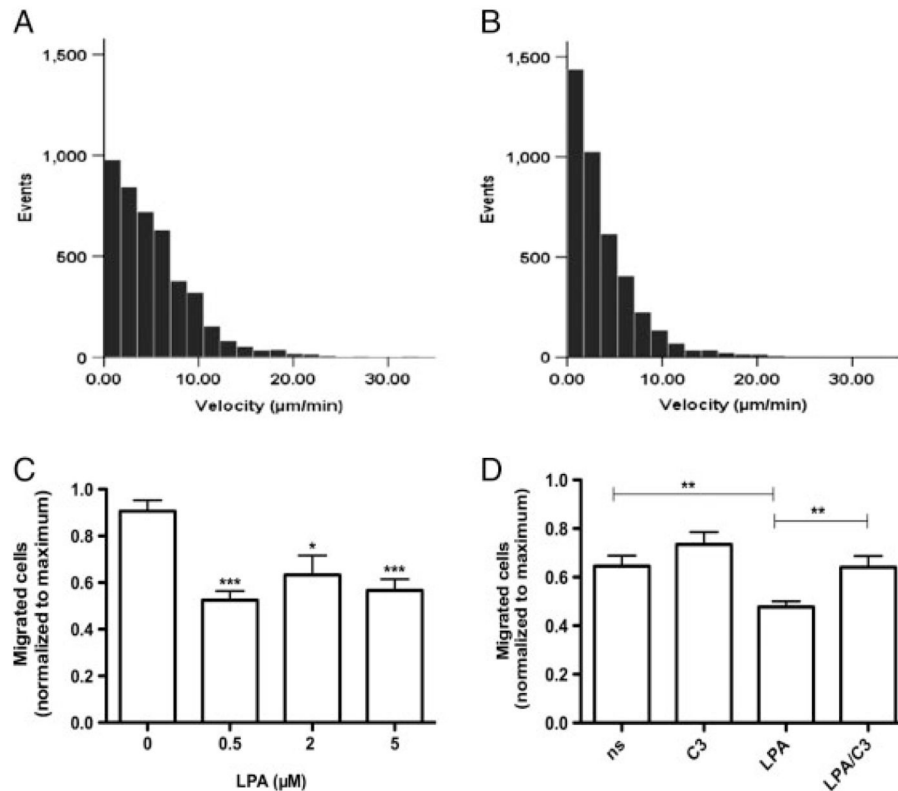 A
1,500
1,000
500
0
Events
0.00 10.00 20.00 30.00
Velocity (µm/min)
B
1,500
1,000
500
0
Events
0.00 10.00 20.00 30.00
Velocity (µm/min)
C
Migrated cells
(normalized to maximum)
1.0
0.8
0.6
0.4
0.2
0.0
***
*
***
0 0.5 2 5
LPA (µM)
D
Migrated cells
(normalized to maximum)
1.0
0.8
0.6
0.4
0.2
0.0
**
**
ns C3 LPA LPA/C3